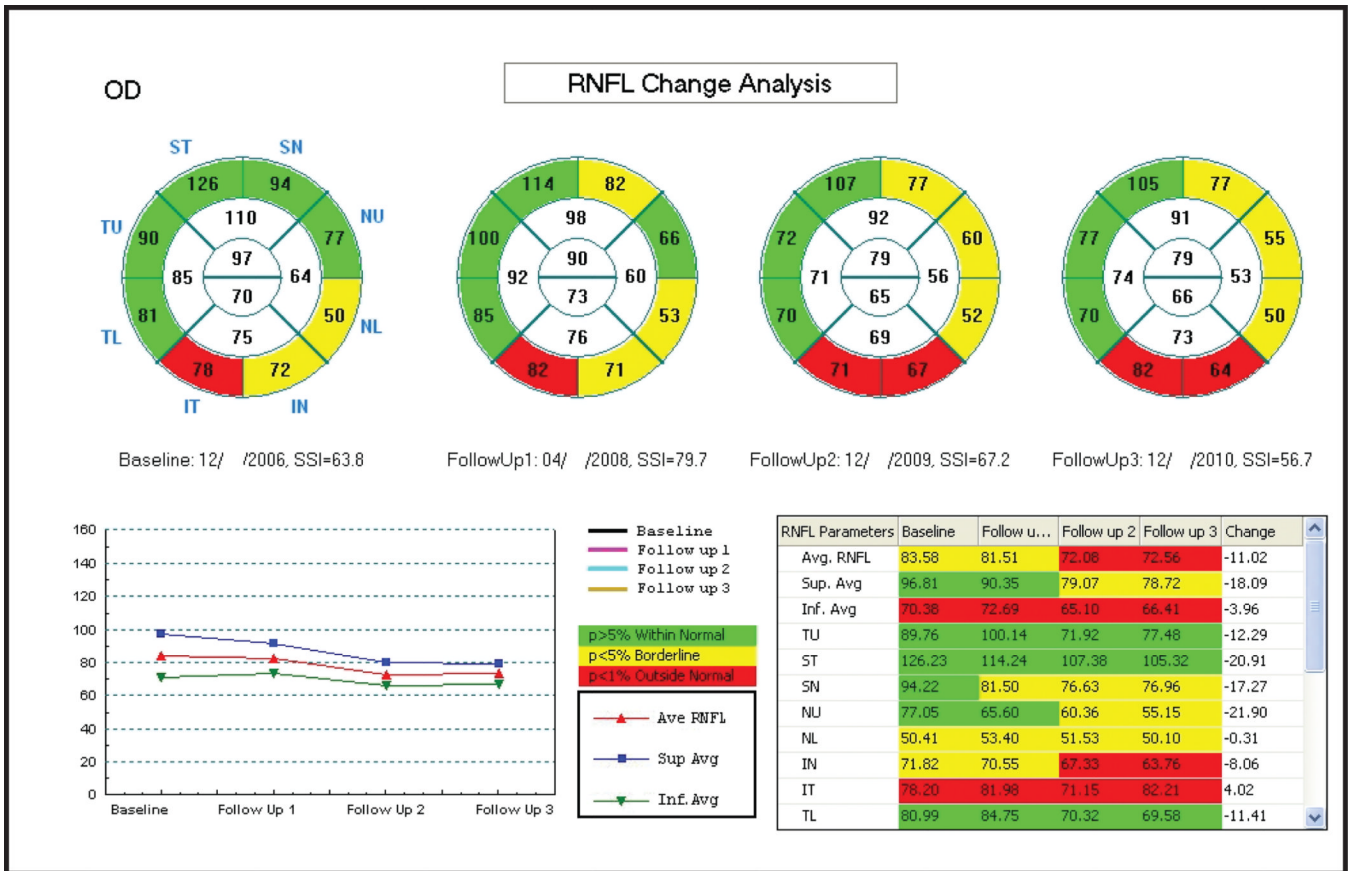 OD
RNFL Change Analysis
ST SN
126 94
TU 90 110 77 NU
97
85 64
70
TL 81 75 50 NL
78 72
IT IN
114 82
100 98 66
90
92 60
73
85 76 53
82 71
107 77
72 92 60
79
71 56
65
70 69 52
71 67
105 77
77 91 55
79
74 53
66
70 73 50
82 64
Baseline: 12/ /2006, SSI=63.8
FollowUp1: 04/ /2008, SSI=79.7
FollowUp2: 12/ /2009, SSI=67.2
FollowUp3: 12/ /2010, SSI=56.7
160
140
120
100
80
60
40
20
0
Baseline Follow Up 1 Follow Up 2 Follow Up 3
Baseline
Follow up 1
Follow up 2
Follow up 3
p>5% Within Normal
p<5% Borderline
p<1% Outside Normal
Ave RNFL
Sup Avg
Inf. Avg
RNFL Parameters Baseline Follow u... Follow up 2 Follow up 3 Change
Avg. RNFL 83.58 81.51 72.08 72.56 -11.02
Sup. Avg 96.81 90.35 79.07 78.72 -18.09
Inf. Avg 70.38 72.69 65.10 66.41 -3.96
TU 89.76 100.14 71.92 77.48 -12.29
ST 126.23 114.24 107.38 105.32 -20.91
SN 94.22 81.50 76.63 76.96 -17.27
NU 77.05 65.60 60.36 55.15 -21.90
NL 50.41 53.40 51.53 50.10 -0.31
IN 71.82 70.55 67.33 63.76 -8.06
IT 78.20 81.98 71.15 82.21 4.02
TL 80.99 84.75 70.32 69.58 -11.41